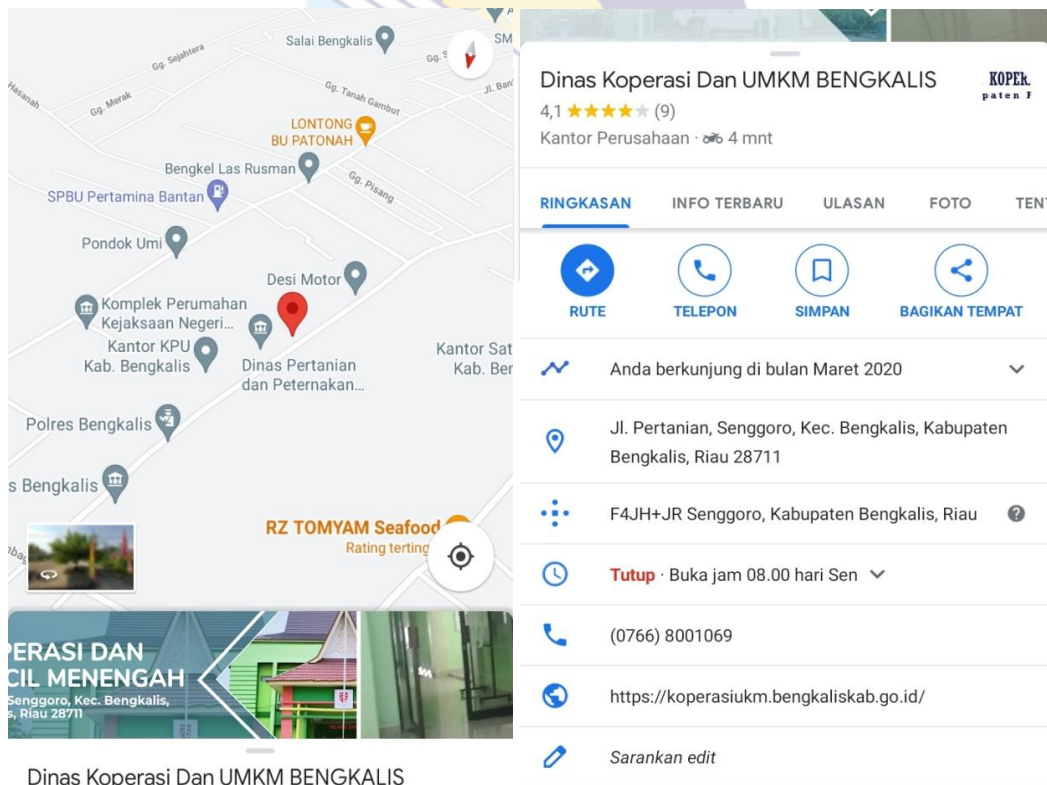 Salai Bengkalis
SM
Gg. Sejahtera
Gg. S
Hasanah
Gg. Merak
Gg. Tanah Gambut
Jl. Ban
LONTONG
BU PATONAH
Bengkel Las Rusman
Gg. Pisang
SPBU Pertamina Bantan
Pondok Umi
Desi Motor
Komplek Perumahan
Kejaksaan Negeri...
Kantor KPU
Kab. Bengkalis
Dinas Pertanian
dan Peternakan...
Kantor Sat
Kab. Ber
Polres Bengkalis
s Bengkalis
RZ TOMYAM Seafood
Rating terting
PERASI DAN
CIL MENENGAH
Senggoro, Kec. Bengkalis,
s, Riau 28711
Dinas Koperasi Dan UMKM BENGKALIS
Dinas Koperasi Dan UMKM BENGKALIS
KOPER
paten
4,1 ★★★★★ (9)
Kantor Perusahaan · 4 mnt
RINGKASAN INFO TERBARU ULASAN FOTO TEN
RUTE TELEPON SIMPAN BAGIKAN TEMPAT
Anda berkunjung di bulan Maret 2020
Jl. Pertanian, Senggoro, Kec. Bengkalis, Kabupaten
Bengkalis, Riau 28711
F4JH+JR Senggoro, Kabupaten Bengkalis, Riau
Tutup · Buka jam 08.00 hari Sen
(0766) 8001069
https://koperasiukm.bengkaliskab.go.id/
Sarankan edit